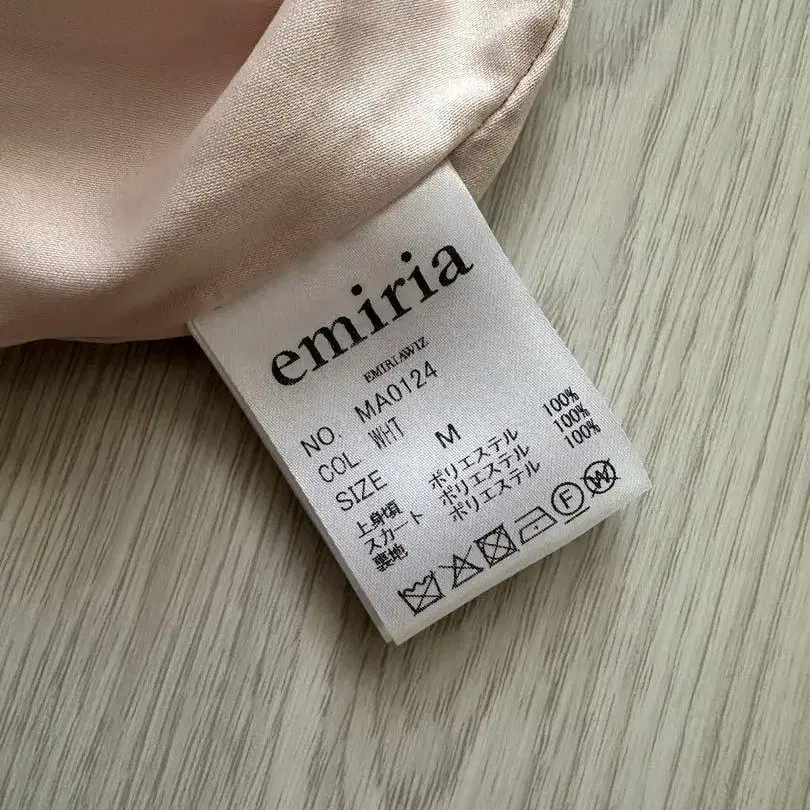 emiria
EMIRIAWIZ
NO. MA0124
COL. WHT
SIZE M
上身頃 ポリエステル 100%
スカート ポリエステル 100%
裏地 ポリエステル 100%
F W